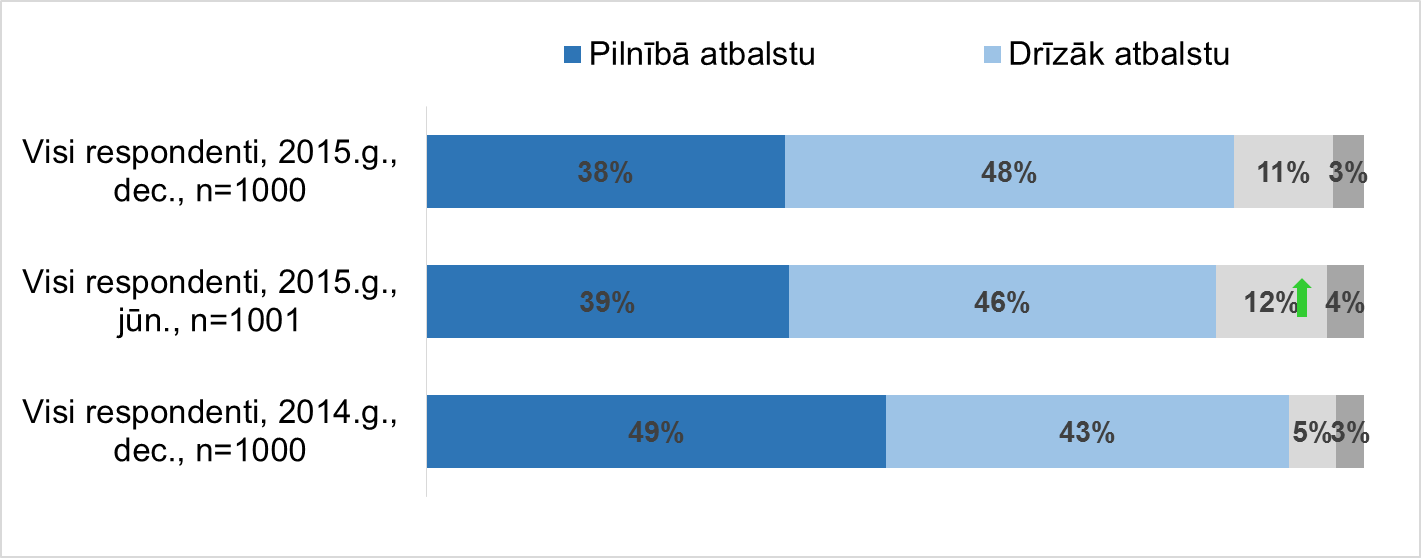 Pilnībā atbalstu Drīzāk atbalstu
Visi respondenti, 2015.g.,
dec., n=1000
38% 48% 11% 3%
Visi respondenti, 2015.g.,
jūn., n=1001
39% 46% 12% 4%
Visi respondenti, 2014.g.,
dec., n=1000
49% 43% 5% 3%